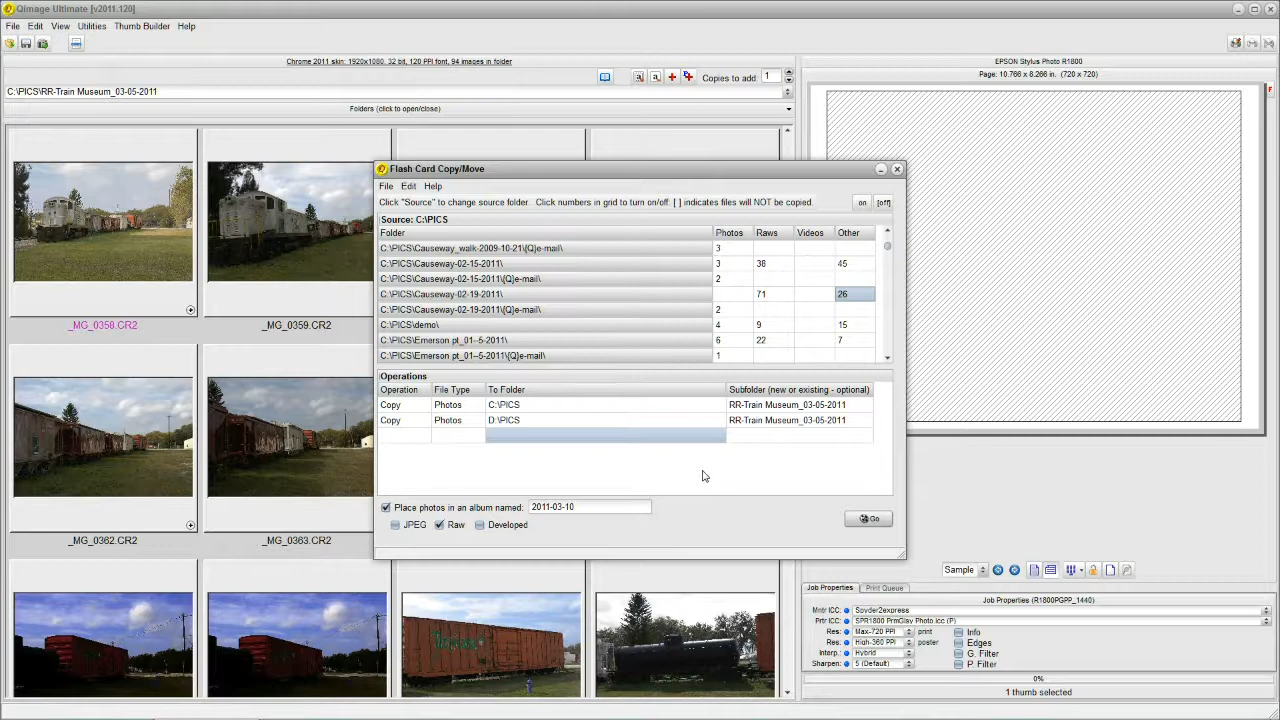 Qimage Ultimate [v2011.120]
File Edit View Utilities Thumb Builder Help
Chrome 2011 skin: 1920x1080, 32 bit, 120 PPI font, 94 images in folder
Copies to add: 1
C:\PICS\RR-Train Museum_03-05-2011
Folders (click to open/close)
_MG_0358.CR2 _MG_0359.CR2
_MG_0362.CR2 _MG_0363.CR2
Flash Card Copy/Move
File Edit Help
Click "Source" to change source folder. Click numbers in grid to turn on/off: [ ] indicates files will NOT be copied. on [off]
Source: C:\PICS
Folder Photos Raws Videos Other
C:\PICS\Causeway_walk-2009-10-21\{Q}e-mail\ 3
C:\PICS\Causeway-02-15-2011\ 3 38 45
C:\PICS\Causeway-02-15-2011\{Q}e-mail\ 2
C:\PICS\Causeway-02-19-2011\ 71 26
C:\PICS\Causeway-02-19-2011\{Q}e-mail\ 2
C:\PICS\demo\ 4 9 15
C:\PICS\Emerson pt_01--5-2011\ 6 22 7
C:\PICS\Emerson pt_01--5-2011\{Q}e-mail\ 1
Operations
Operation File Type To Folder Subfolder (new or existing - optional)
Copy Photos C:\PICS RR-Train Museum_03-05-2011
Copy Photos D:\PICS RR-Train Museum_03-05-2011
Place photos in an album named: 2011-03-10
JPEG Raw Developed
Go
EPSON Stylus Photo R1800
Page: 10.766 x 8.266 in. (720 x 720)
F
Sample
Job Properties Print Queue
Job Properties (R1800PGPP_1440)
Mntr ICC: Spyder2express
Prtr ICC: SPR1800 PrmGlsy Photo.icc (P)
Res: Max-720 PPI print Info
Res: High-360 PPI poster Edges
Interp.: Hybrid G. Filter
Sharpen: 5 (Default) P. Filter
0%
1 thumb selected